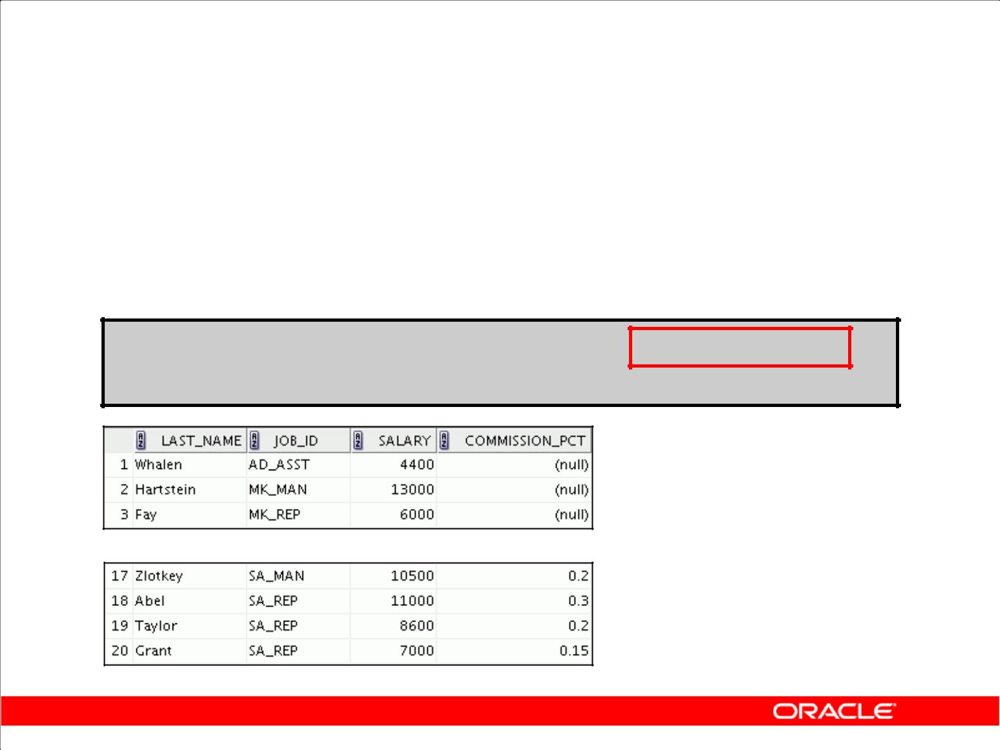 LAST_NAME JOB_ID SALARY COMMISSION_PCT
1 Whalen AD_ASST 4400 (null)
2 Hartstein MK_MAN 13000 (null)
3 Fay MK_REP 6000 (null)
17 Zlotkey SA_MAN 10500 0.2
18 Abel SA_REP 11000 0.3
19 Taylor SA_REP 8600 0.2
20 Grant SA_REP 7000 0.15
ORACLE